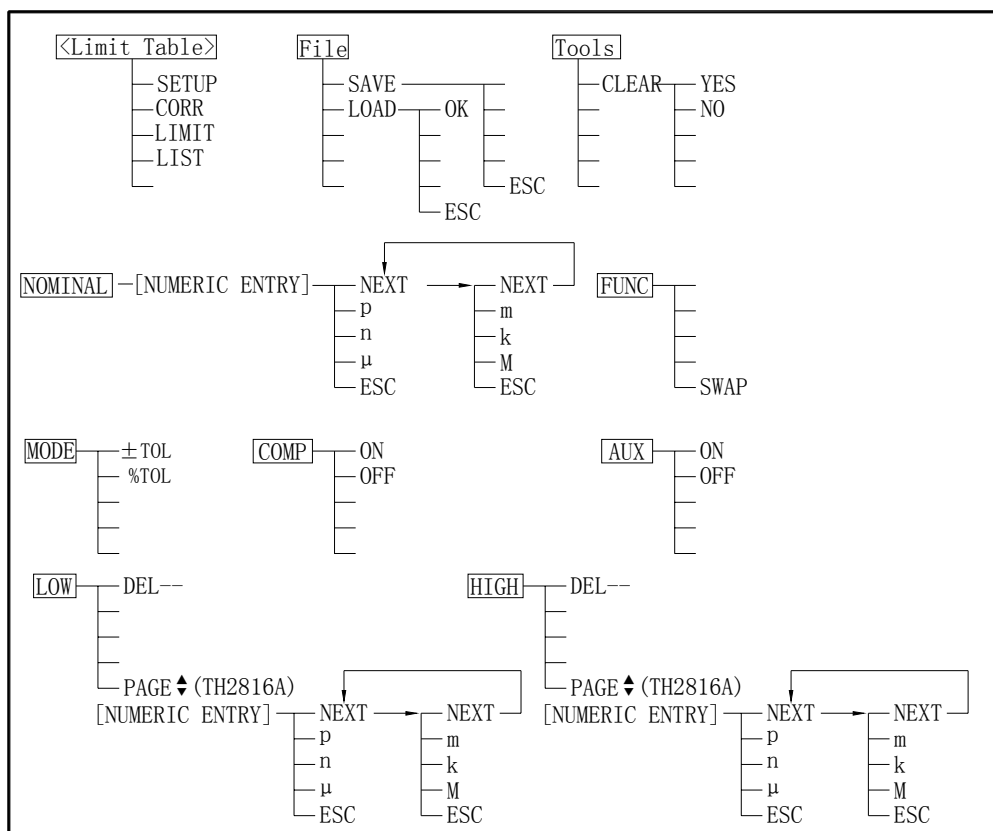 <Limit Table> File Tools
SETUP SAVE CLEAR YES
CORR LOAD OK NO
LIMIT
LIST
ESC
ESC
NOMINAL [NUMERIC ENTRY] NEXT NEXT FUNC
p m
n k
μ M
ESC ESC SWAP
MODE ±TOL COMP ON AUX ON
%TOL OFF OFF
LOW DEL-- HIGH DEL--
PAGE (TH2816A) PAGE (TH2816A)
[NUMERIC ENTRY] NEXT NEXT [NUMERIC ENTRY] NEXT NEXT
p m p m
n k n k
μ M μ M
ESC ESC ESC ESC